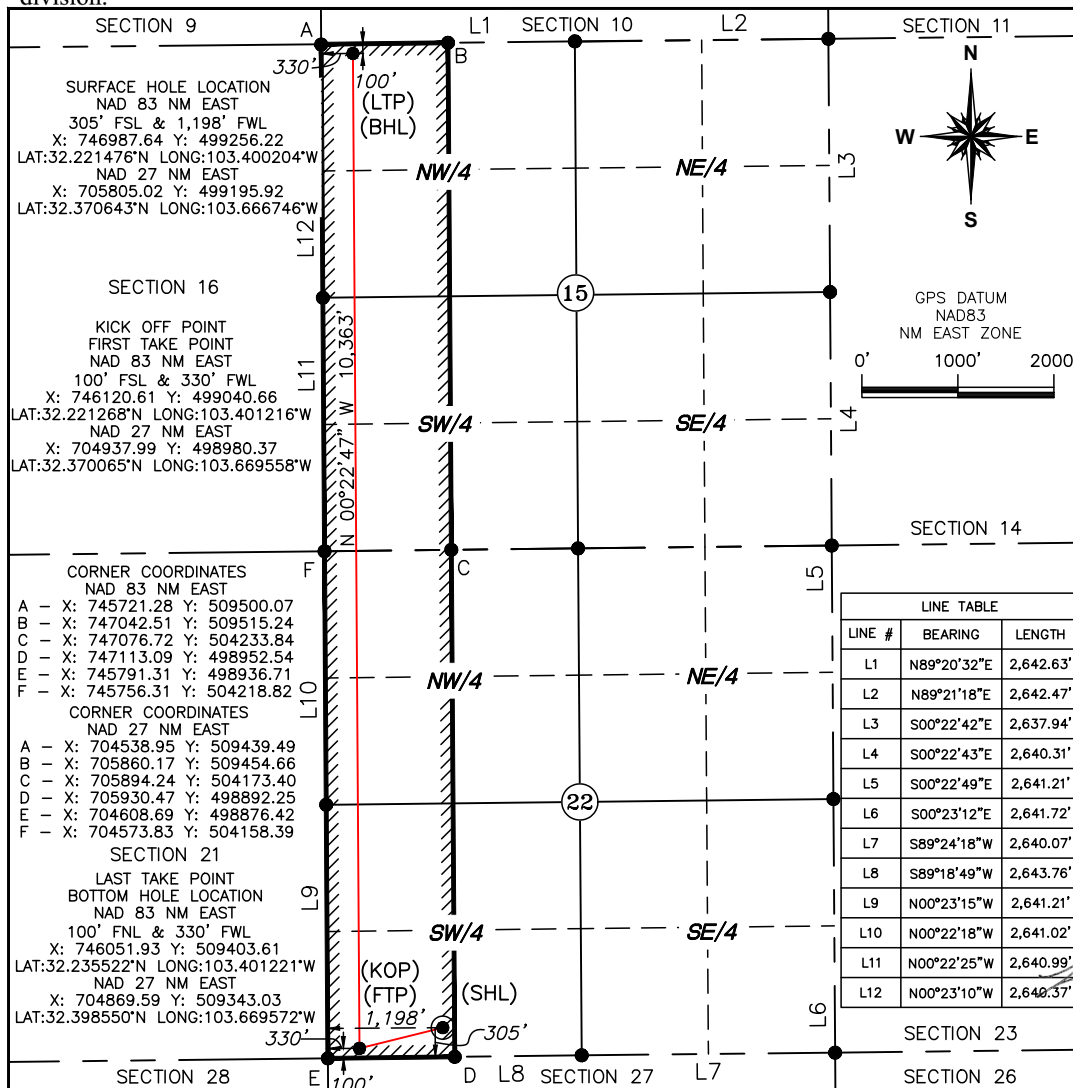 division.
SECTION 9
A
L1
SECTION 10
L2
SECTION 11
B
330'
100'
(LTP)
(BHL)
N
W
E
S
SURFACE HOLE LOCATION
NAD 83 NM EAST
305' FSL & 1,198' FWL
X: 746987.64 Y: 499256.22
LAT:32.221476°N LONG:103.400204°W
NAD 27 NM EAST
X: 705805.02 Y: 499195.92
LAT:32.370643°N LONG:103.666746°W
NW/4
NE/4
L3
L12
SECTION 16
15
GPS DATUM
NAD83
NM EAST ZONE
0' 1000' 2000'
KICK OFF POINT
FIRST TAKE POINT
NAD 83 NM EAST
100' FSL & 330' FWL
X: 746120.61 Y: 499040.66
LAT:32.221268°N LONG:103.401216°W
NAD 27 NM EAST
X: 704937.99 Y: 498980.37
LAT:32.370065°N LONG:103.669558°W
L11
N 00°22'47" W 10,363'
SW/4
SE/4
L4
SECTION 14
F
C
L5
CORNER COORDINATES
NAD 83 NM EAST
A – X: 745721.28 Y: 509500.07
B – X: 747042.51 Y: 509515.24
C – X: 747076.72 Y: 504233.84
D – X: 747113.09 Y: 498952.54
E – X: 745791.31 Y: 498936.71
F – X: 745756.31 Y: 504218.82
CORNER COORDINATES
NAD 27 NM EAST
A – X: 704538.95 Y: 509439.49
B – X: 705860.17 Y: 509454.66
C – X: 705894.24 Y: 504173.40
D – X: 705930.47 Y: 498892.25
E – X: 704608.69 Y: 498876.42
F – X: 704573.83 Y: 504158.39
L10
NW/4
NE/4
22
LINE TABLE
LINE # BEARING LENGTH
L1 N89°20'32"E 2,642.63'
L2 N89°21'18"E 2,642.47'
L3 S00°22'42"E 2,637.94'
L4 S00°22'43"E 2,640.31'
L5 S00°22'49"E 2,641.21'
L6 S00°23'12"E 2,641.72'
L7 S89°24'18"W 2,640.07'
L8 S89°18'49"W 2,643.76'
L9 N00°23'15"W 2,641.21'
L10 N00°22'18"W 2,641.02'
L11 N00°22'25"W 2,640.99'
L12 N00°23'10"W 2,640.37'
SECTION 21
LAST TAKE POINT
BOTTOM HOLE LOCATION
NAD 83 NM EAST
100' FNL & 330' FWL
X: 746051.93 Y: 509403.61
LAT:32.235522°N LONG:103.401221°W
NAD 27 NM EAST
X: 704869.59 Y: 509343.03
LAT:32.398550°N LONG:103.669572°W
L9
SW/4
SE/4
(KOP)
(FTP)
(SHL)
1,198'
330'
305'
L6
SECTION 23
SECTION 28
E
100'
D
L8
SECTION 27
L7
SECTION 26